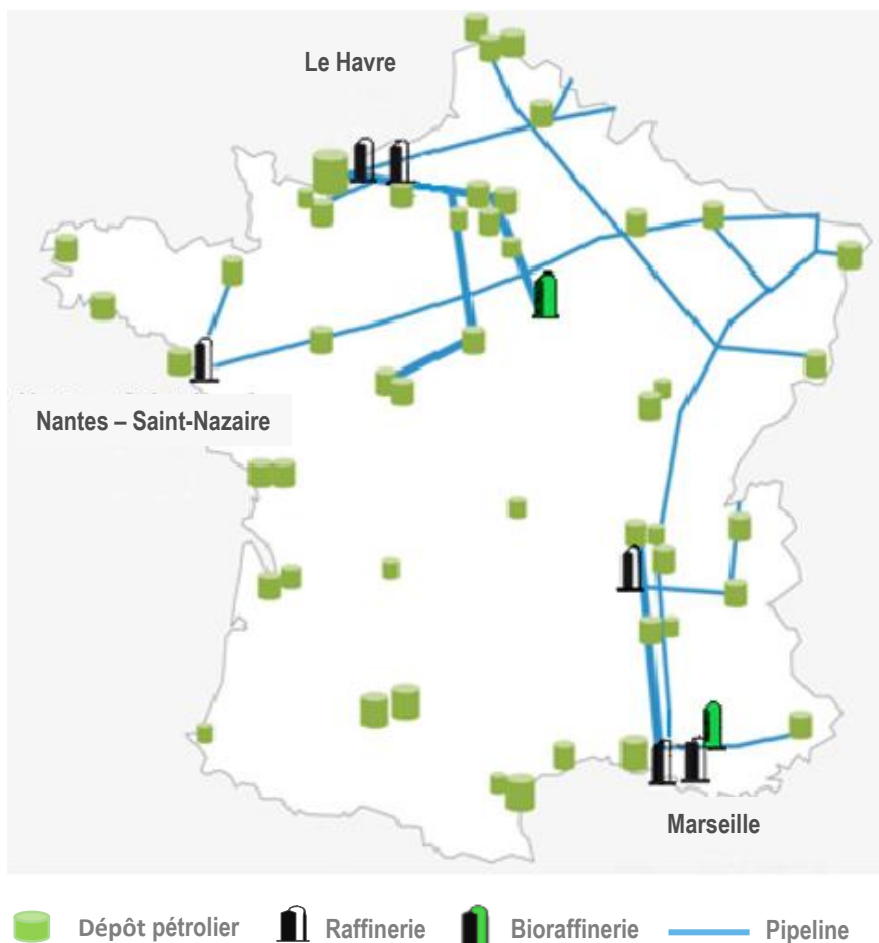 Le Havre
Nantes – Saint-Nazaire
Marseille
Dépôt pétrolier Raffinerie Bioraffinerie Pipeline